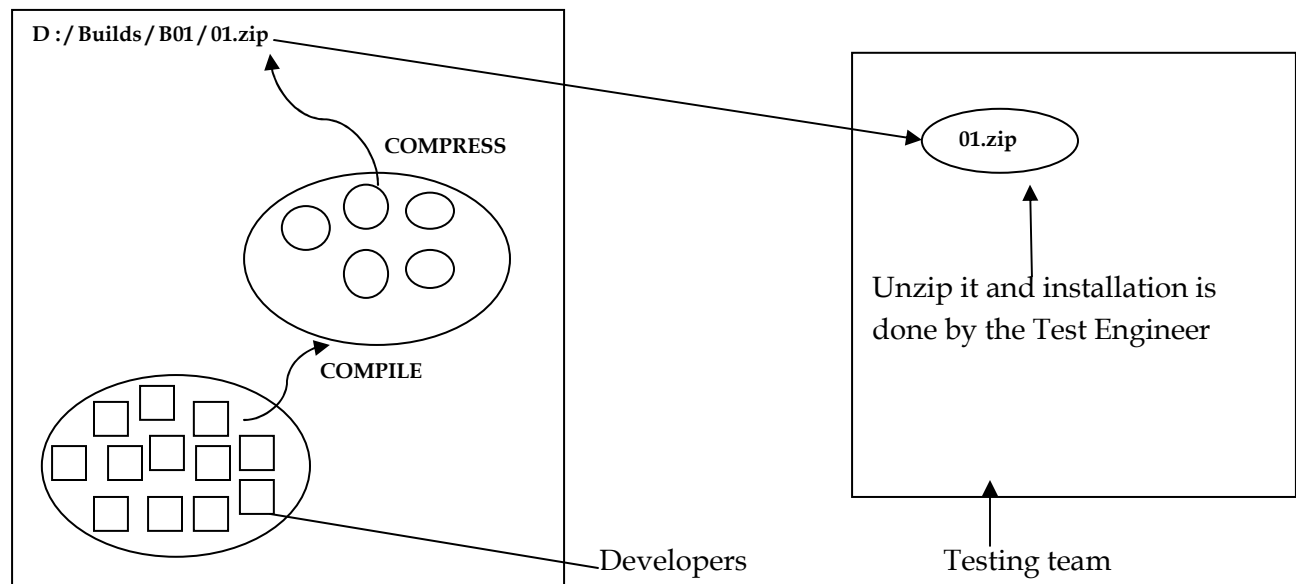 D :/ Builds/ B01/ 01.zip
COMPRESS
COMPILE
Developers
01.zip
Unzip it and installation is
done by the Test Engineer
Testing team